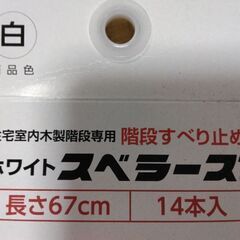 白
商品色
住宅室内木製階段専用 階段すべり止め
ホワイト スベラーズ
長さ67cm 14本入